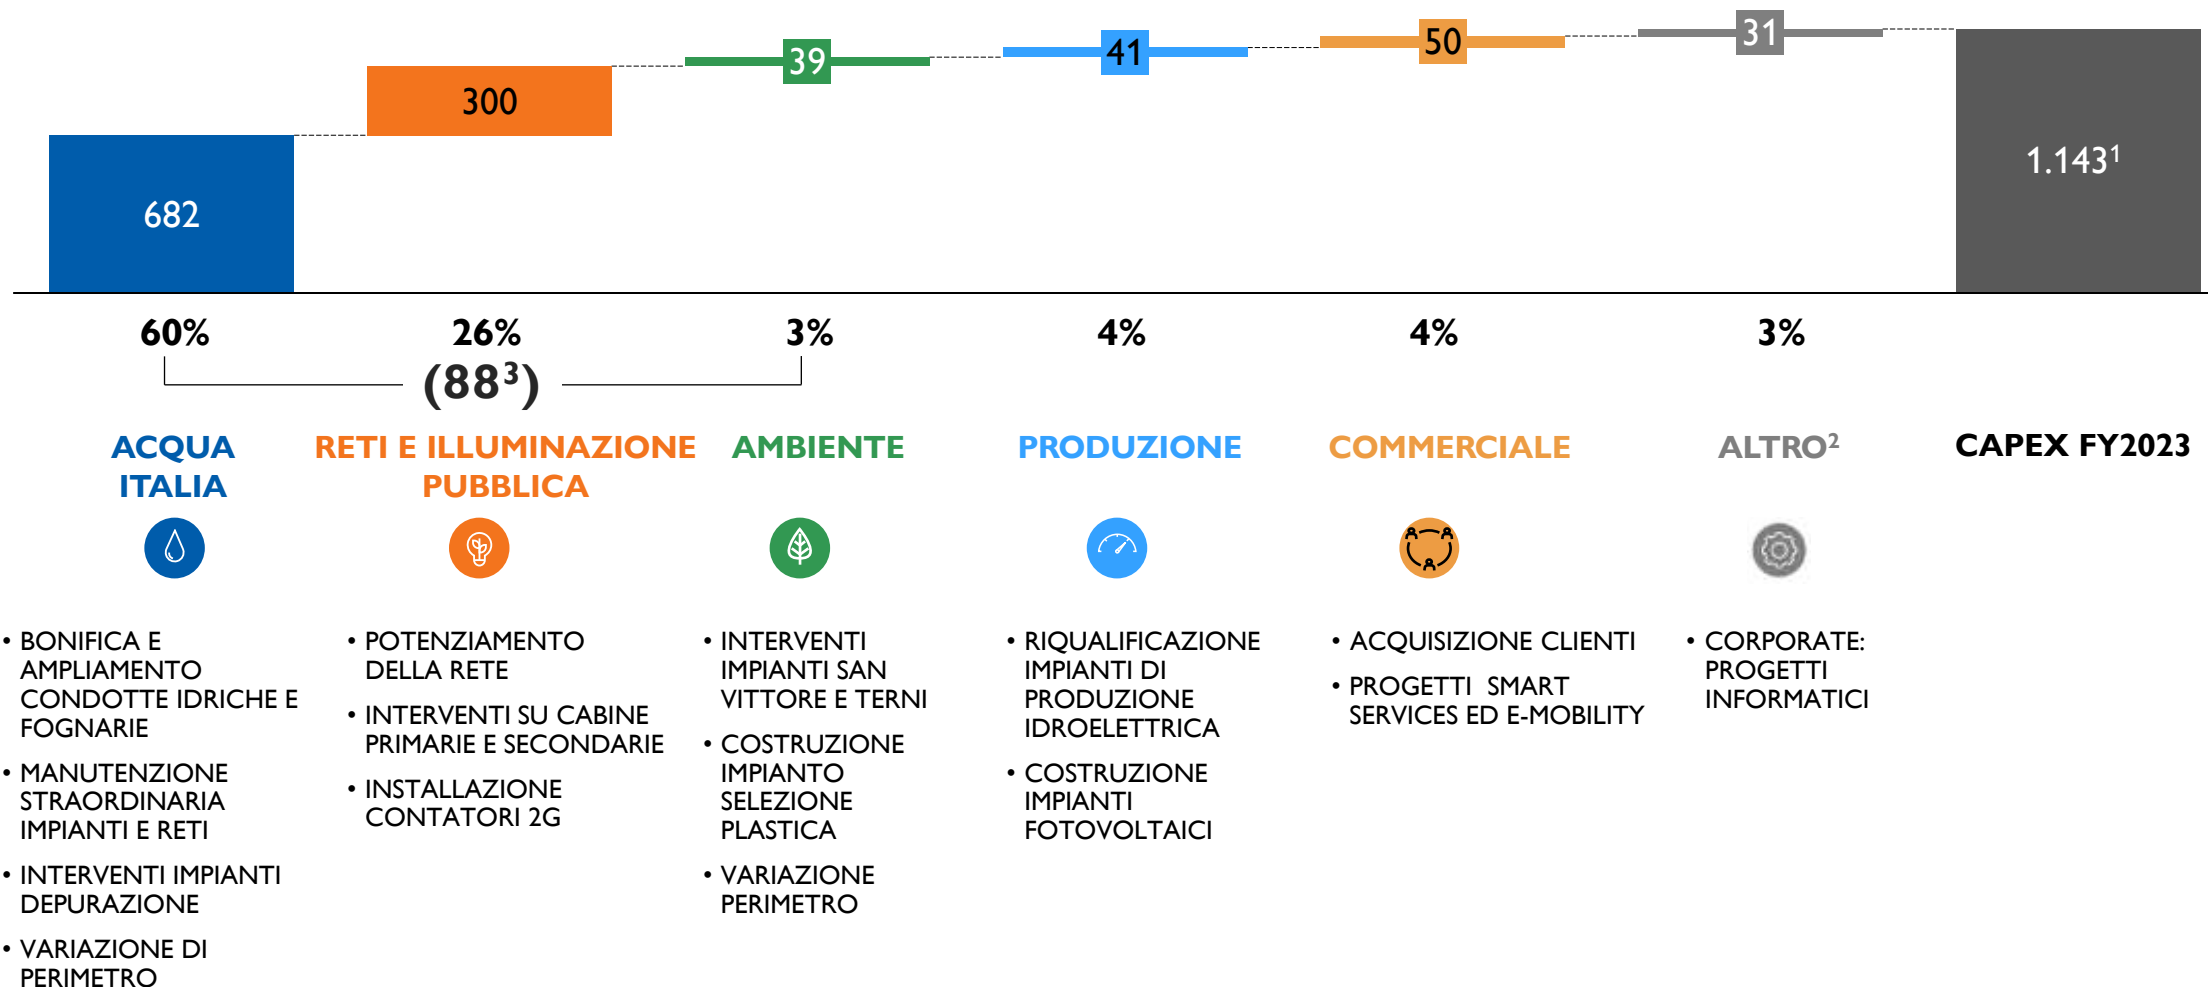 682
300
39
41
50
31
1.143¹
60%
26%
3%
4%
4%
3%
(88³)
ACQUA
ITALIA
RETI E ILLUMINAZIONE
PUBBLICA
AMBIENTE
PRODUZIONE
COMMERCIALE
ALTRO²
CAPEX FY2023
• BONIFICA E
AMPLIAMENTO
CONDOTTE IDRICHE E
FOGNARIE
• MANUTENZIONE
STRAORDINARIA
IMPIANTI E RETI
• INTERVENTI IMPIANTI
DEPURAZIONE
• VARIAZIONE DI
PERIMETRO
• POTENZIAMENTO
DELLA RETE
• INTERVENTI SU CABINE
PRIMARIE E SECONDARIE
• INSTALLAZIONE
CONTATORI 2G
• INTERVENTI
IMPIANTI SAN
VITTORE E TERNI
• COSTRUZIONE
IMPIANTO
SELEZIONE
PLASTICA
• VARIAZIONE
PERIMETRO
• RIQUALIFICAZIONE
IMPIANTI DI
PRODUZIONE
IDROELETTRICA
• COSTRUZIONE
IMPIANTI
FOTOVOLTAICI
• ACQUISIZIONE CLIENTI
• PROGETTI SMART
SERVICES ED E-MOBILITY
• CORPORATE:
PROGETTI
INFORMATICI